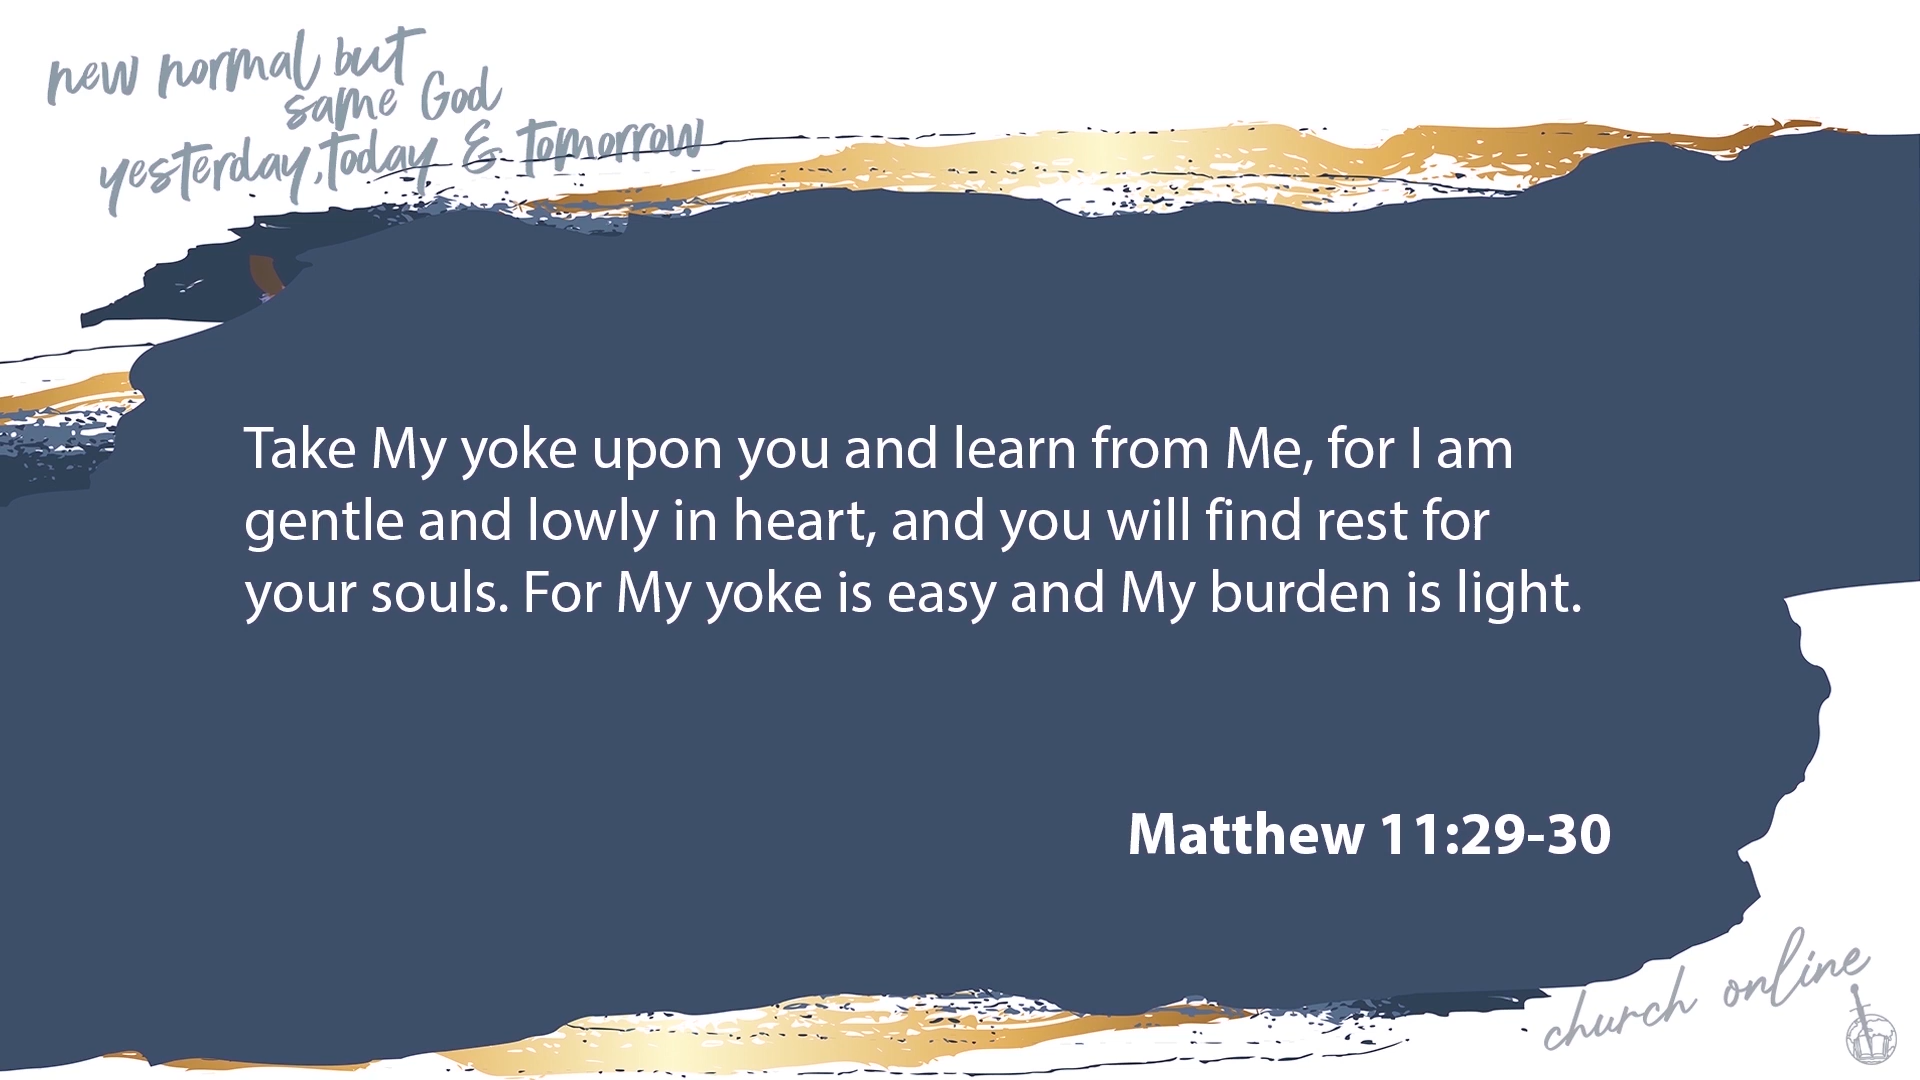 new normal but
same God
yesterday, today & tomorrow
Take My yoke upon you and learn from Me, for I am
gentle and lowly in heart, and you will find rest for
your souls. For My yoke is easy and My burden is light.
Matthew 11:29-30
church online